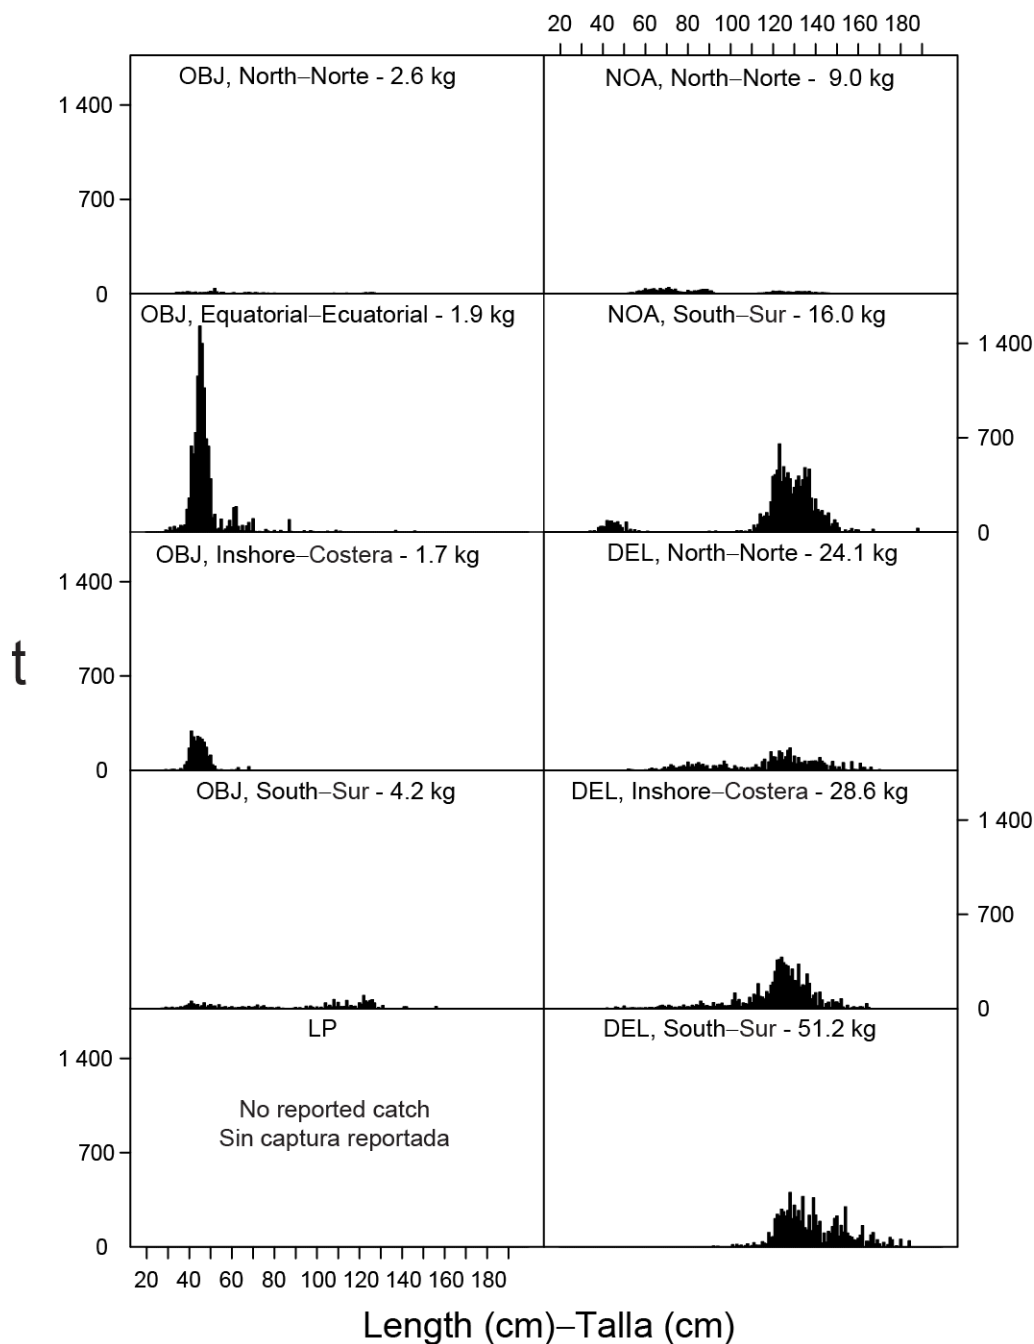 20 40 60 80 100 120 140 160 180
OBJ, North–Norte - 2.6 kg
NOA, North–Norte - 9.0 kg
1 400
700
0
OBJ, Equatorial–Ecuatorial - 1.9 kg
NOA, South–Sur - 16.0 kg
1 400
700
0
OBJ, Inshore–Costera - 1.7 kg
DEL, North–Norte - 24.1 kg
1 400
t
700
0
OBJ, South–Sur - 4.2 kg
DEL, Inshore–Costera - 28.6 kg
1 400
700
0
LP
DEL, South–Sur - 51.2 kg
1 400
No reported catch
Sin captura reportada
700
0
20 40 60 80 100 120 140 160 180
Length (cm)–Talla (cm)